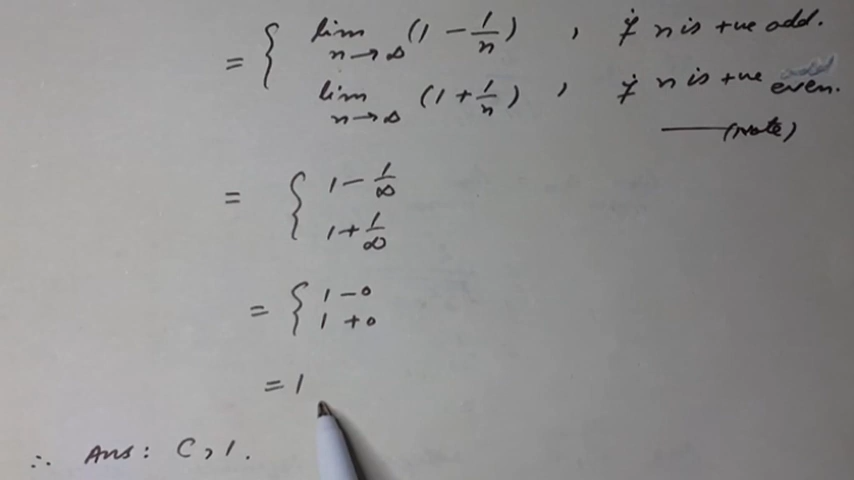 = { lim n→∞ (1 - 1/n) , if n is +ve odd.
lim n→∞ (1 + 1/n) , if n is +ve even.
(note)
= { 1 - 1/∞
1 + 1/∞
= { 1 - 0
1 + 0
= 1
∴ Ans: C, 1.